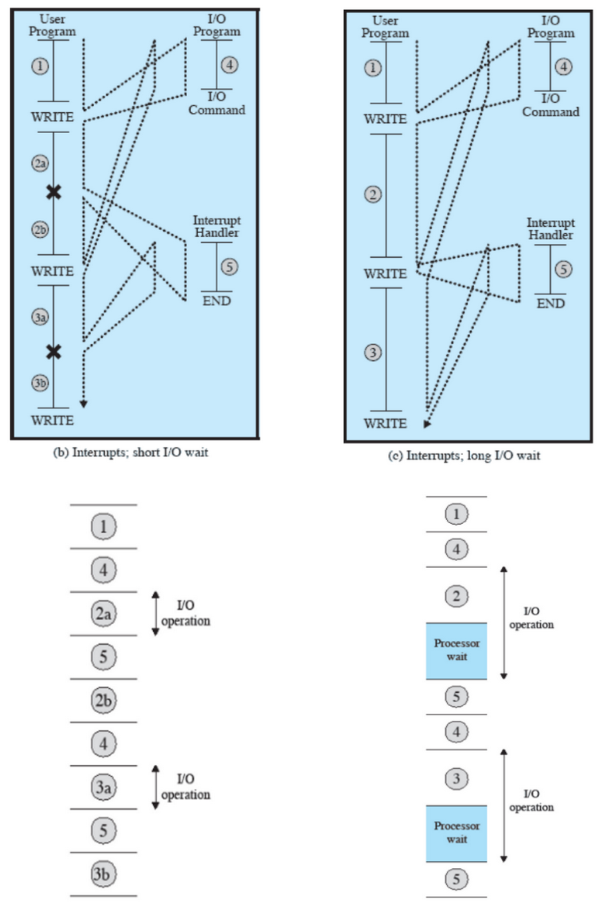 User
Program
I/O
Program
1
4
I/O
Command
WRITE
2a
2b
Interrupt
Handler
5
WRITE
END
3a
3b
WRITE
(b) Interrupts; short I/O wait
User
Program
I/O
Program
1
4
I/O
Command
WRITE
2
Interrupt
Handler
5
WRITE
END
3
WRITE
(c) Interrupts; long I/O wait
1
4
2a
I/O
operation
5
2b
4
3a
I/O
operation
5
3b
1
4
2
I/O
operation
Processor
wait
5
4
3
I/O
operation
Processor
wait
5